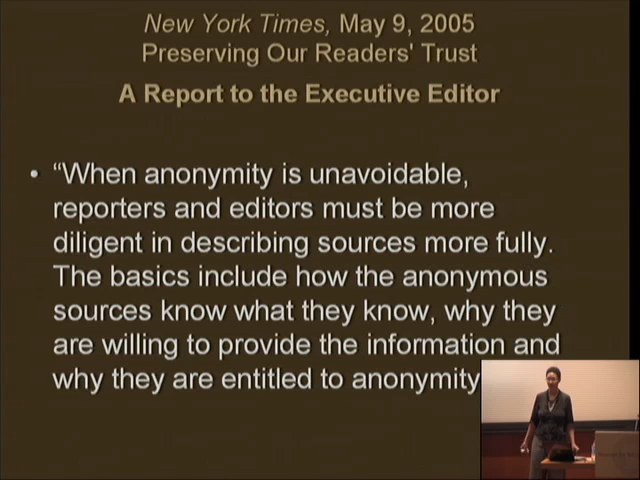 New York Times, May 9, 2005
Preserving Our Readers' Trust
A Report to the Executive Editor
• “When anonymity is unavoidable,
reporters and editors must be more
diligent in describing sources more fully.
The basics include how the anonymous
sources know what they know, why they
are willing to provide the information and
why they are entitled to anonymity